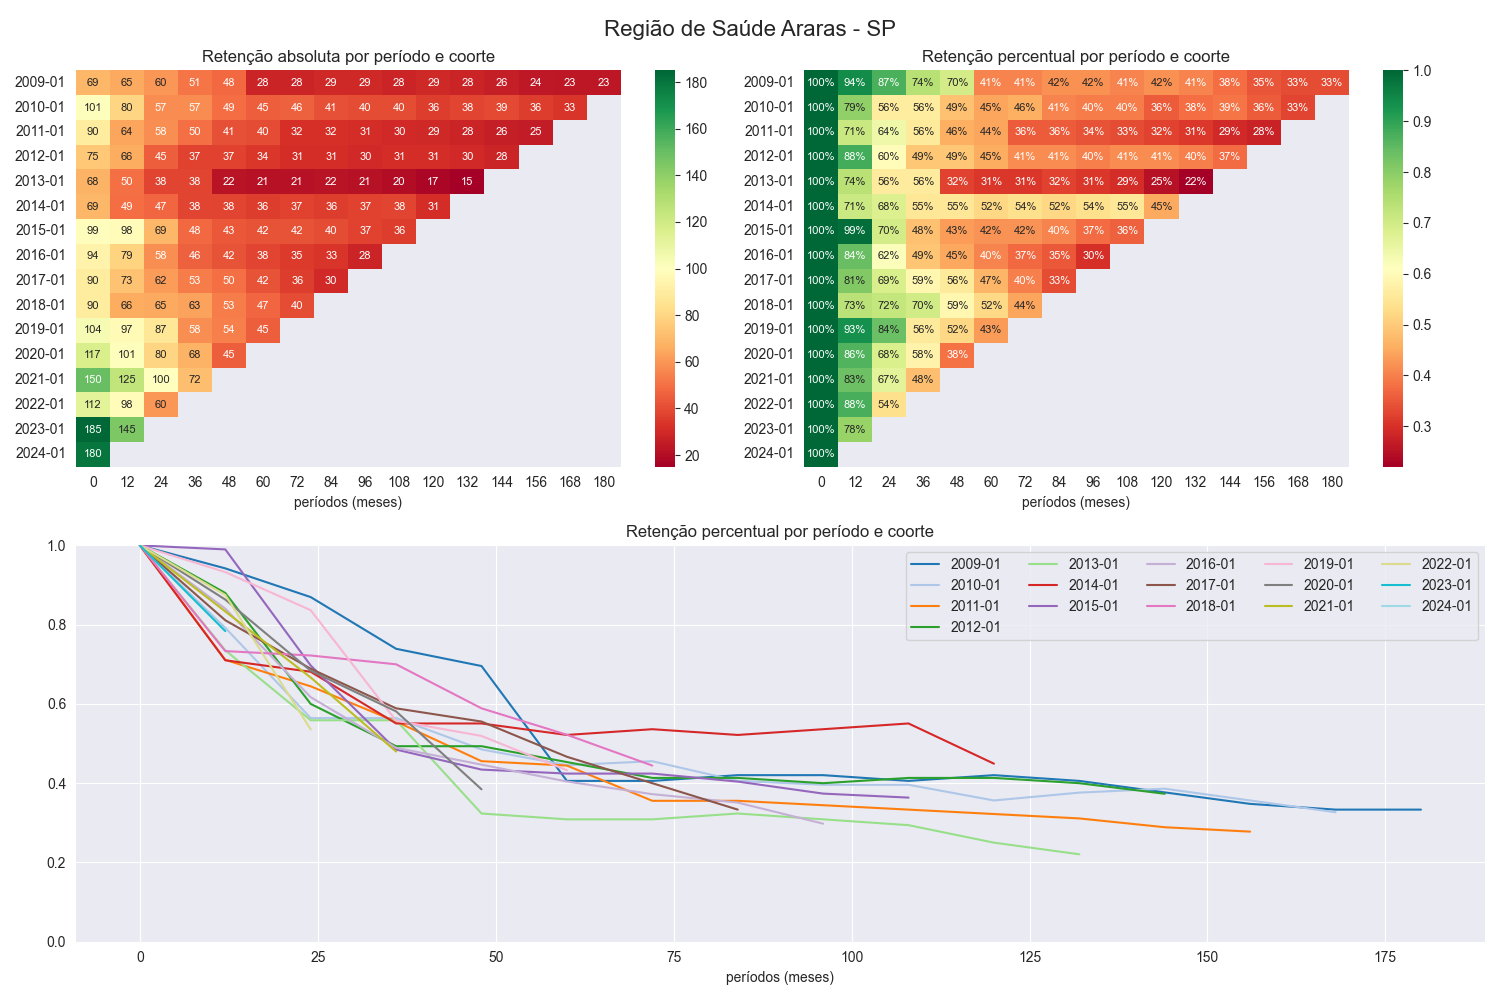 Região de Saúde Araras - SP
Retenção absoluta por período e coorte
2009-01 69 65 60 51 48 28 28 29 29 28 29 28 26 24 23 23
2010-01 101 80 57 57 49 45 46 41 40 40 36 38 39 36 33
2011-01 90 64 58 50 41 40 32 32 31 30 29 28 26 25
2012-01 75 66 45 37 37 34 31 31 30 31 31 30 28
2013-01 68 50 38 38 22 21 21 22 21 20 17 15
2014-01 69 49 47 38 38 36 37 36 37 38 31
2015-01 99 98 69 48 43 42 42 40 37 36
2016-01 94 79 58 46 42 38 35 33 28
2017-01 90 73 62 53 50 42 36 30
2018-01 90 66 65 63 53 47 40
2019-01 104 97 87 58 54 45
2020-01 117 101 80 68 45
2021-01 150 125 100 72
2022-01 112 98 60
2023-01 185 145
2024-01 180
0 12 24 36 48 60 72 84 96 108 120 132 144 156 168 180
períodos (meses)
180
160
140
120
100
80
60
40
20
Retenção percentual por período e coorte
2009-01 100% 94% 87% 74% 70% 41% 41% 42% 42% 41% 42% 41% 38% 35% 33% 33%
2010-01 100% 79% 56% 56% 49% 45% 46% 41% 40% 40% 36% 38% 39% 36% 33%
2011-01 100% 71% 64% 56% 46% 44% 36% 36% 34% 33% 32% 31% 29% 28%
2012-01 100% 88% 60% 49% 49% 45% 41% 41% 40% 41% 41% 40% 37%
2013-01 100% 74% 56% 56% 32% 31% 31% 32% 31% 29% 25% 22%
2014-01 100% 71% 68% 55% 55% 52% 54% 52% 54% 55% 45%
2015-01 100% 99% 70% 48% 43% 42% 42% 40% 37% 36%
2016-01 100% 84% 62% 49% 45% 40% 37% 35% 30%
2017-01 100% 81% 69% 59% 56% 47% 40% 33%
2018-01 100% 73% 72% 70% 59% 52% 44%
2019-01 100% 93% 84% 56% 52% 43%
2020-01 100% 86% 68% 58% 38%
2021-01 100% 83% 67% 48%
2022-01 100% 88% 54%
2023-01 100% 78%
2024-01 100%
0 12 24 36 48 60 72 84 96 108 120 132 144 156 168 180
períodos (meses)
1.0
0.9
0.8
0.7
0.6
0.5
0.4
0.3
Retenção percentual por período e coorte
1.0
0.8
0.6
0.4
0.2
0.0
2009-01 2013-01 2016-01 2019-01 2022-01
2010-01 2014-01 2017-01 2020-01 2023-01
2011-01 2015-01 2018-01 2021-01 2024-01
2012-01
0 25 50 75 100 125 150 175
períodos (meses)